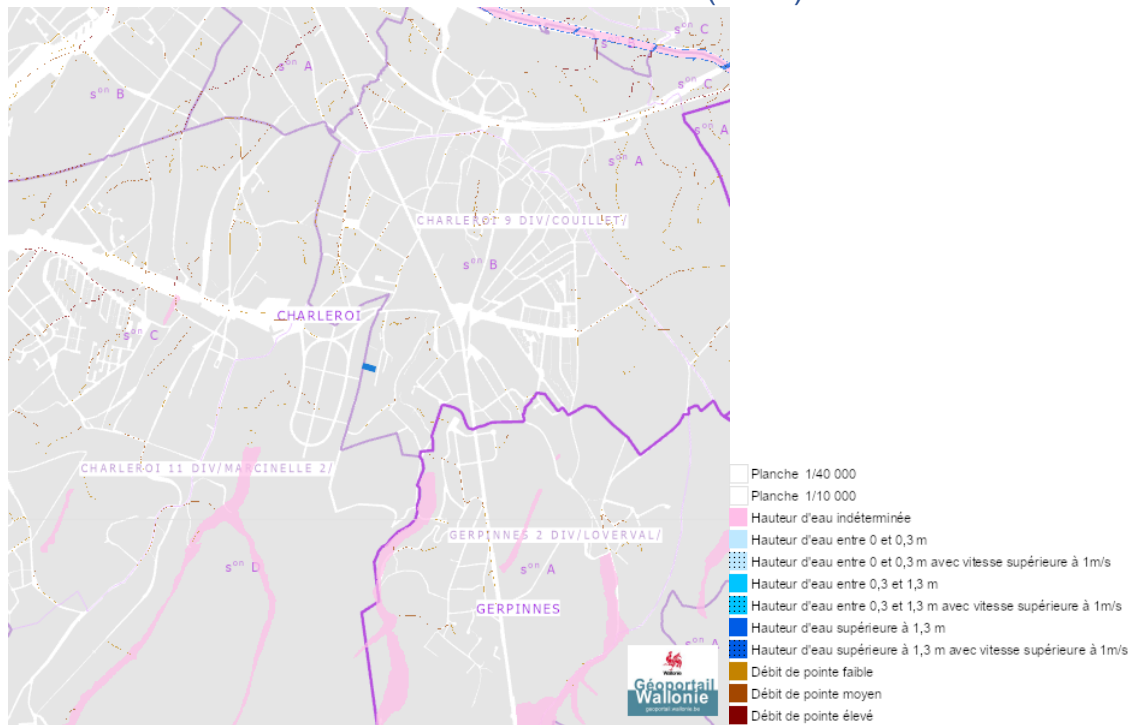 sᵒⁿ C
sᵒⁿ A
sᵒⁿ B
sᵒⁿ C
sᵒⁿ A
sᵒⁿ A
CHARLEROI 9 DIV/COUILLET/
sᵒⁿ B
CHARLEROI
sᵒⁿ C
CHARLEROI 11 DIV/MARCINELLE 2/
GERPINNES 2 DIV/LOVERVAL/
sᵒⁿ D
sᵒⁿ A
GERPINNES
Wallonie
Géoportail
Wallonie
geoportail.wallonie.be
Planche 1/40 000
Planche 1/10 000
Hauteur d'eau indéterminée
Hauteur d'eau entre 0 et 0,3 m
Hauteur d'eau entre 0 et 0,3 m avec vitesse supérieure à 1m/s
Hauteur d'eau entre 0,3 et 1,3 m
Hauteur d'eau entre 0,3 et 1,3 m avec vitesse supérieure à 1m/s
Hauteur d'eau supérieure à 1,3 m
Hauteur d'eau supérieure à 1,3 m avec vitesse supérieure à 1m/s
Débit de pointe faible
Débit de pointe moyen
Débit de pointe élevé